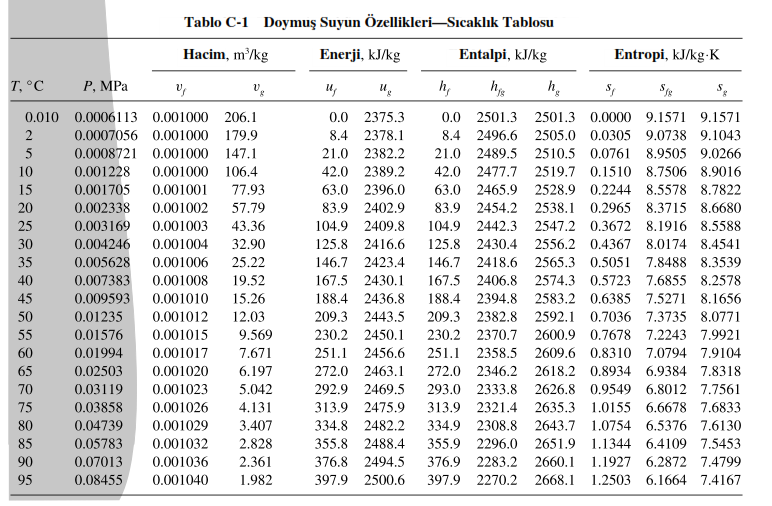 Tablo C-1 Doymuş Suyun Özellikleri—Sıcaklık Tablosu
Hacim, m³/kg Enerji, kJ/kg Entalpi, kJ/kg Entropi, kJ/kg·K
T, °C P, MPa v_f v_g u_f u_g h_f h_fg h_g s_f s_fg s_g
0.010 0.0006113 0.001000 206.1 0.0 2375.3 0.0 2501.3 2501.3 0.0000 9.1571 9.1571
2 0.0007056 0.001000 179.9 8.4 2378.1 8.4 2496.6 2505.0 0.0305 9.0738 9.1043
5 0.0008721 0.001000 147.1 21.0 2382.2 21.0 2489.5 2510.5 0.0761 8.9505 9.0266
10 0.001228 0.001000 106.4 42.0 2389.2 42.0 2477.7 2519.7 0.1510 8.7506 8.9016
15 0.001705 0.001001 77.93 63.0 2396.0 63.0 2465.9 2528.9 0.2244 8.5578 8.7822
20 0.002338 0.001002 57.79 83.9 2402.9 83.9 2454.2 2538.1 0.2965 8.3715 8.6680
25 0.003169 0.001003 43.36 104.9 2409.8 104.9 2442.3 2547.2 0.3672 8.1916 8.5588
30 0.004246 0.001004 32.90 125.8 2416.6 125.8 2430.4 2556.2 0.4367 8.0174 8.4541
35 0.005628 0.001006 25.22 146.7 2423.4 146.7 2418.6 2565.3 0.5051 7.8488 8.3539
40 0.007383 0.001008 19.52 167.5 2430.1 167.5 2406.8 2574.3 0.5723 7.6855 8.2578
45 0.009593 0.001010 15.26 188.4 2436.8 188.4 2394.8 2583.2 0.6385 7.5271 8.1656
50 0.01235 0.001012 12.03 209.3 2443.5 209.3 2382.8 2592.1 0.7036 7.3735 8.0771
55 0.01576 0.001015 9.569 230.2 2450.1 230.2 2370.7 2600.9 0.7678 7.2243 7.9921
60 0.01994 0.001017 7.671 251.1 2456.6 251.1 2358.5 2609.6 0.8310 7.0794 7.9104
65 0.02503 0.001020 6.197 272.0 2463.1 272.0 2346.2 2618.2 0.8934 6.9384 7.8318
70 0.03119 0.001023 5.042 292.9 2469.5 293.0 2333.8 2626.8 0.9549 6.8012 7.7561
75 0.03858 0.001026 4.131 313.9 2475.9 313.9 2321.4 2635.3 1.0155 6.6678 7.6833
80 0.04739 0.001029 3.407 334.8 2482.2 334.9 2308.8 2643.7 1.0754 6.5376 7.6130
85 0.05783 0.001032 2.828 355.8 2488.4 355.9 2296.0 2651.9 1.1344 6.4109 7.5453
90 0.07013 0.001036 2.361 376.8 2494.5 376.9 2283.2 2660.1 1.1927 6.2872 7.4799
95 0.08455 0.001040 1.982 397.9 2500.6 397.9 2270.2 2668.1 1.2503 6.1664 7.4167